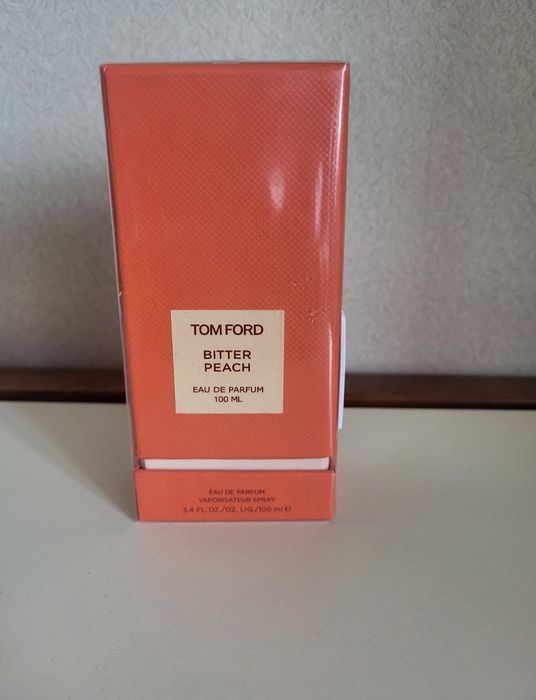 TOM FORD
BITTER
PEACH
EAU DE PARFUM
100 ML
EAU DE PARFUM
VAPORISATEUR SPRAY
3.4 FL. OZ./OZ. LIQ./100 ml ℮